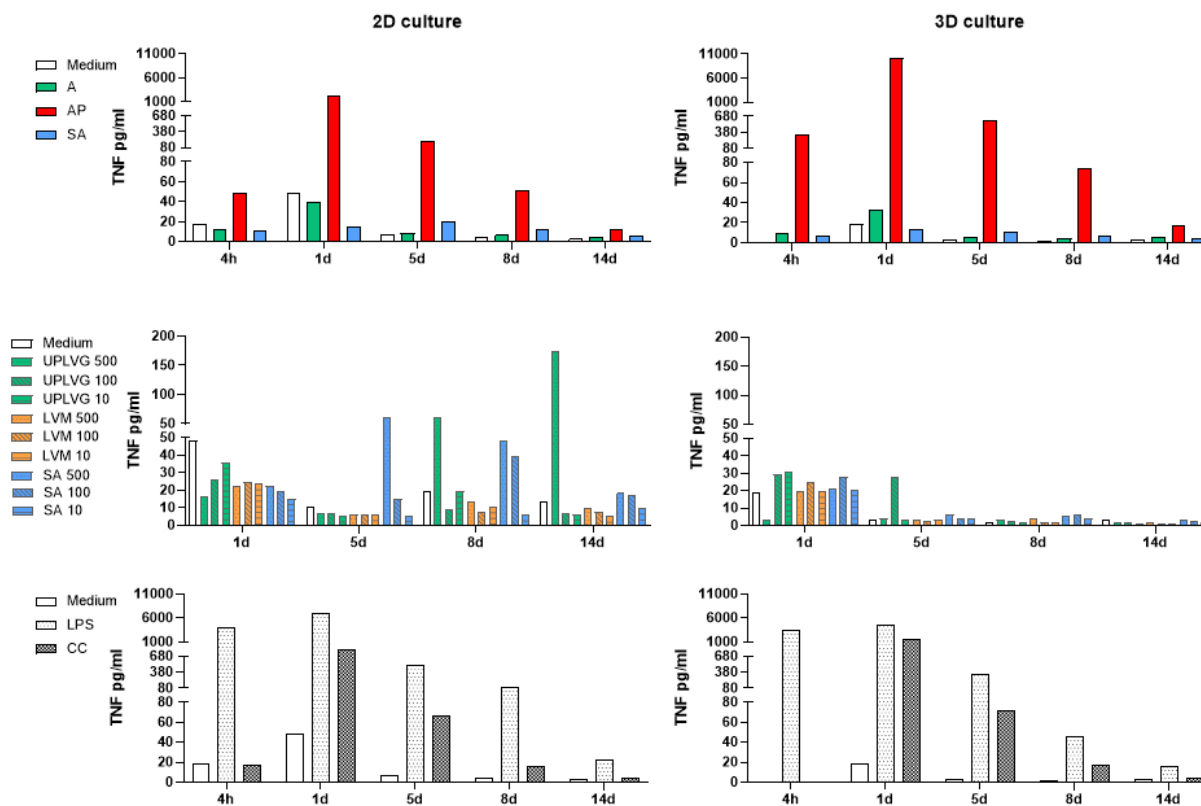 2D culture
3D culture
Medium
A
AP
SA
TNF pg/ml
11000
6000
1000
680
380
80
80
60
40
20
0
4h 1d 5d 8d 14d
TNF pg/ml
11000
6000
1000
680
380
80
80
60
40
20
0
4h 1d 5d 8d 14d
Medium
UPLVG 500
UPLVG 100
UPLVG 10
LVM 500
LVM 100
LVM 10
SA 500
SA 100
SA 10
TNF pg/ml
200
150
100
50
50
40
30
20
10
0
1d 5d 8d 14d
TNF pg/ml
200
150
100
50
50
40
30
20
10
0
1d 5d 8d 14d
Medium
LPS
CC
TNF pg/ml
11000
6000
1000
680
380
80
80
60
40
20
0
4h 1d 5d 8d 14d
TNF pg/ml
11000
6000
1000
680
380
80
80
60
40
20
0
4h 1d 5d 8d 14d